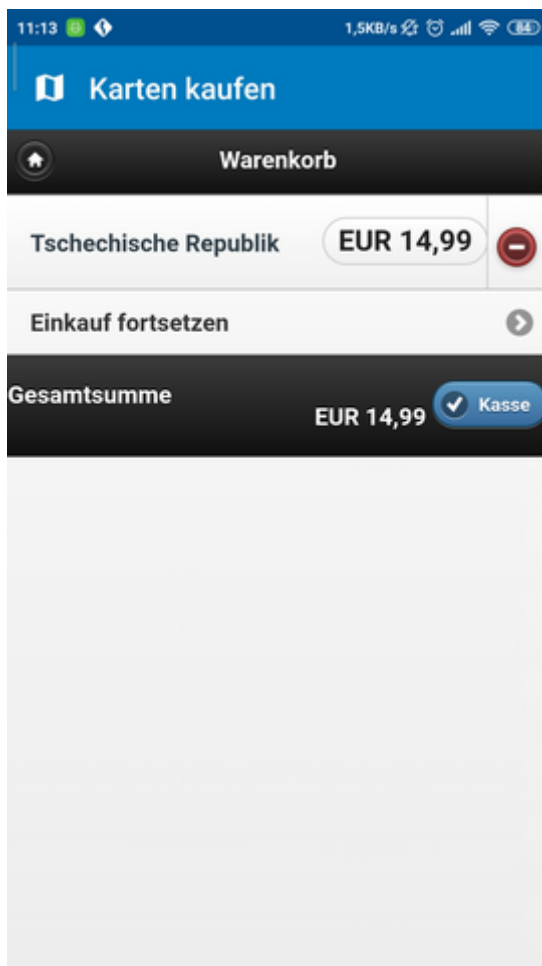 11:13 1,5KB/s 84
Karten kaufen
Warenkorb
Tschechische Republik EUR 14,99
Einkauf fortsetzen
Gesamtsumme
EUR 14,99 Kasse